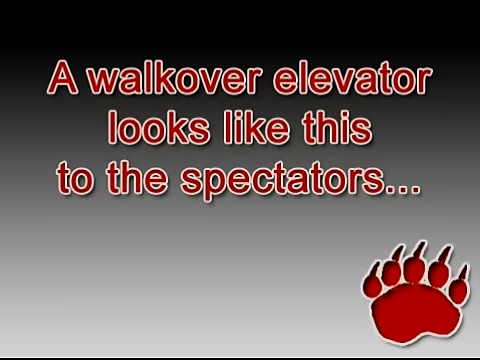 A walkover elevator
looks like this
to the spectators...